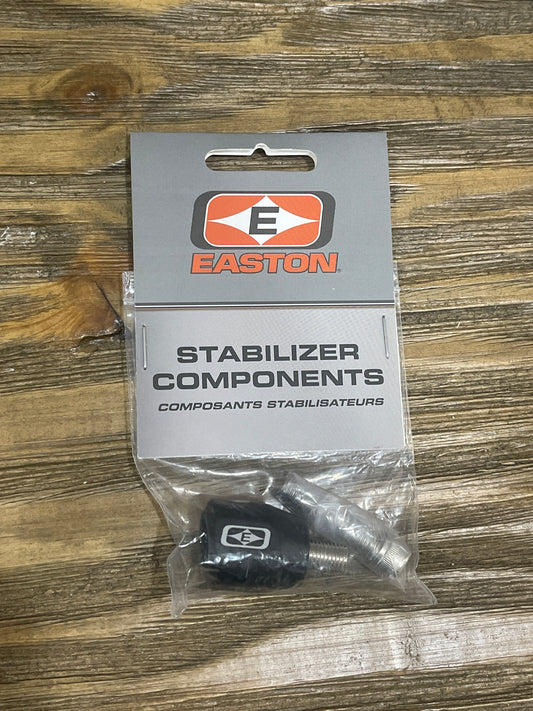 E
EASTON
STABILIZER
COMPONENTS
COMPOSANTS STABILISATEURS
E